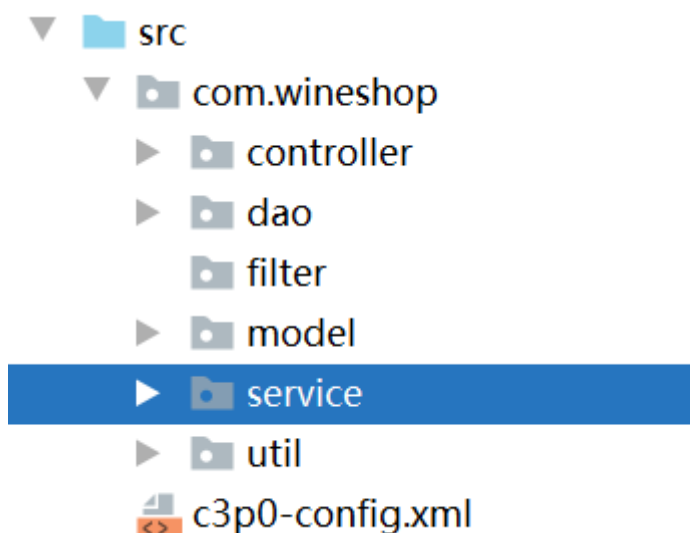 src
com.wineshop
controller
dao
filter
model
service
util
c3p0-config.xml